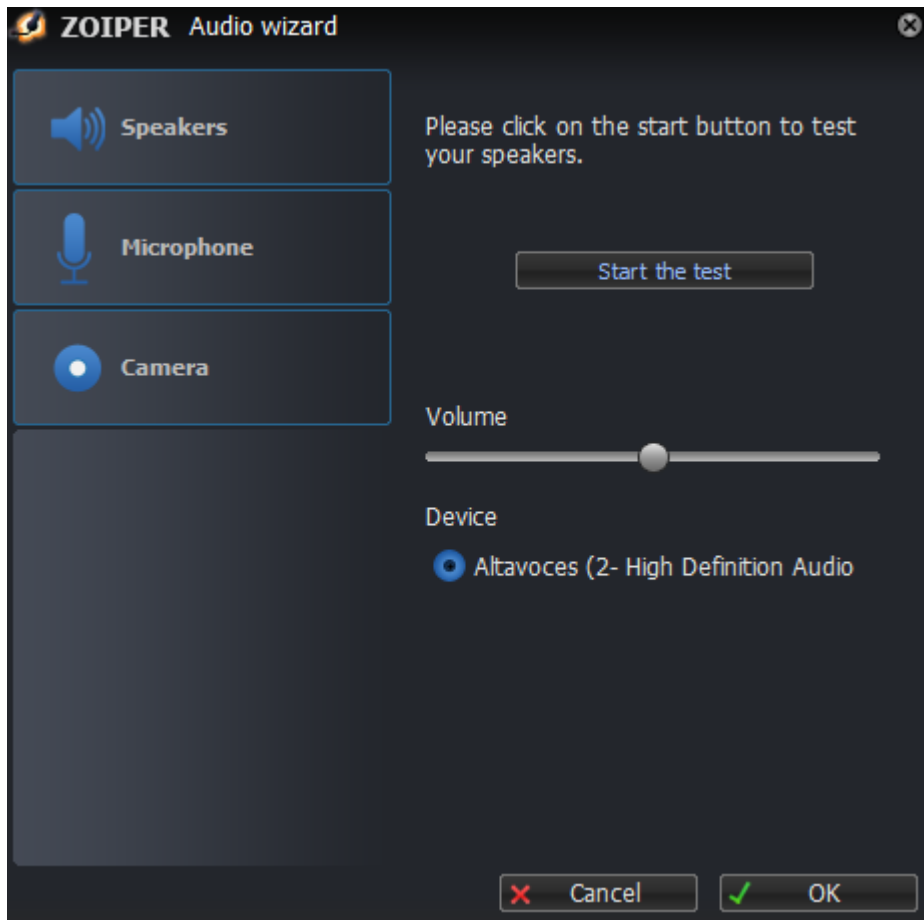 ZOIPER Audio wizard
Speakers
Microphone
Camera
Please click on the start button to test
your speakers.
Start the test
Volume
Device
Altavoces (2- High Definition Audio
Cancel
OK